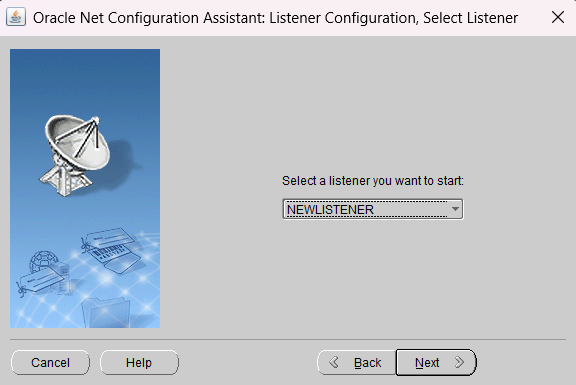 Oracle Net Configuration Assistant: Listener Configuration, Select Listener
Select a listener you want to start:
NEWLISTENER
Cancel
Help
Back
Next